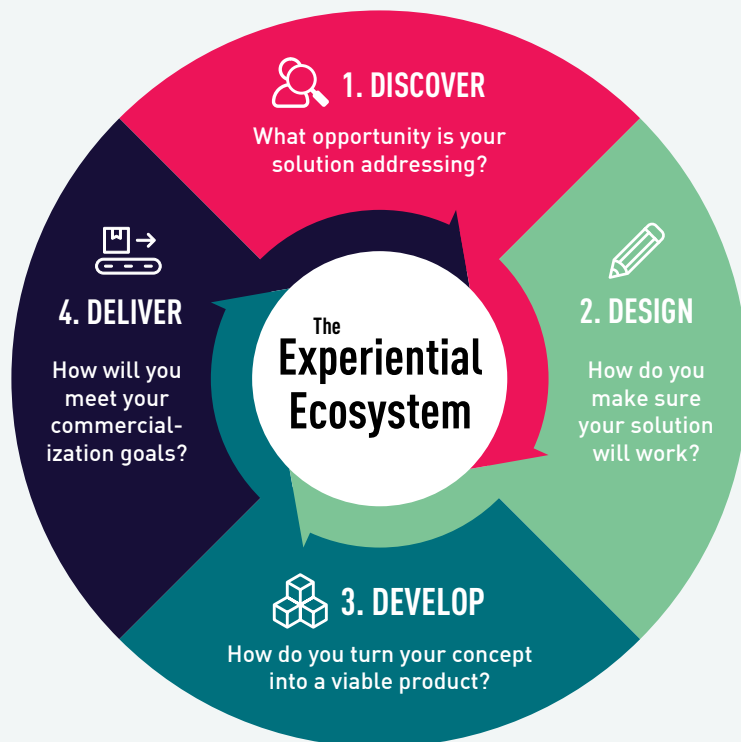 1. DISCOVER
What opportunity is your
solution addressing?
2. DESIGN
How do you
make sure
your solution
will work?
3. DEVELOP
How do you turn your concept
into a viable product?
4. DELIVER
How will you
meet your
commercial-
ization goals?
The
Experiential
Ecosystem